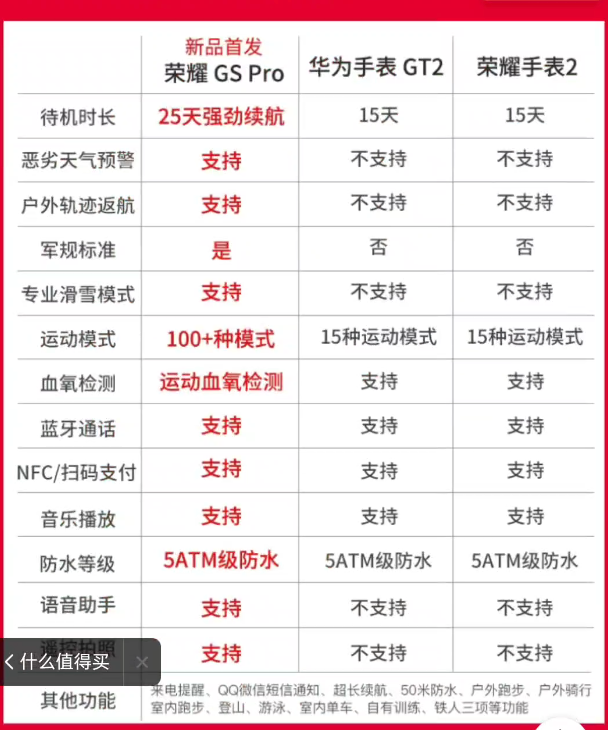 新品首发
荣耀 GS Pro 华为手表 GT2 荣耀手表2
待机时长 25天强劲续航 15天 15天
恶劣天气预警 支持 不支持 不支持
户外轨迹返航 支持 不支持 不支持
军规标准 是 否 否
专业滑雪模式 支持 不支持 不支持
运动模式 100+种模式 15种运动模式 15种运动模式
血氧检测 运动血氧检测 支持 支持
蓝牙通话 支持 支持 支持
NFC/扫码支付 支持 支持 支持
音乐播放 支持 支持 支持
防水等级 5ATM级防水 5ATM级防水 5ATM级防水
语音助手 支持 不支持 不支持
遥控拍照 支持 不支持 不支持
什么值得买
其他功能 来电提醒、QQ微信短信通知、超长续航、50米防水、户外跑步、户外骑行
室内跑步、登山、游泳、室内单车、自有训练、铁人三项等功能